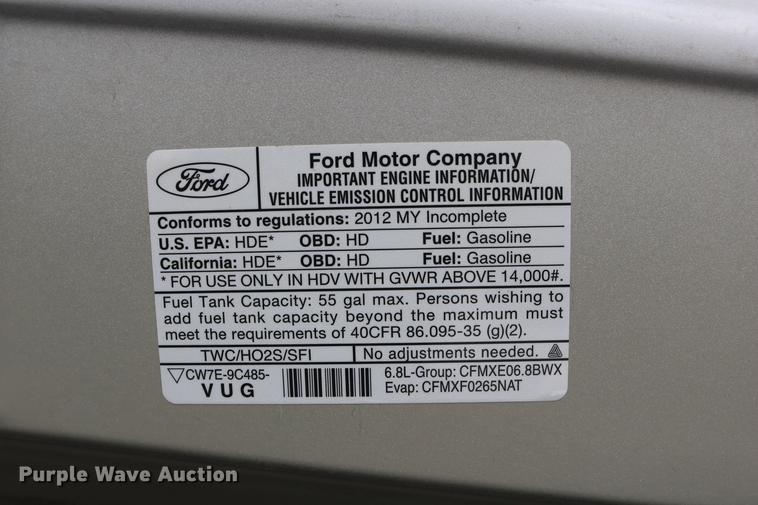 Ford
Ford Motor Company
IMPORTANT ENGINE INFORMATION/
VEHICLE EMISSION CONTROL INFORMATION
Conforms to regulations: 2012 MY Incomplete
U.S. EPA: HDE* OBD: HD Fuel: Gasoline
California: HDE* OBD: HD Fuel: Gasoline
* FOR USE ONLY IN HDV WITH GVWR ABOVE 14,000#.
Fuel Tank Capacity: 55 gal max. Persons wishing to
add fuel tank capacity beyond the maximum must
meet the requirements of 40CFR 86.095-35 (g)(2).
TWC/HO2S/SFI No adjustments needed.
CW7E-9C485-
VUG
6.8L-Group: CFMXE06.8BWX
Evap: CFMXF0265NAT
Purple Wave Auction